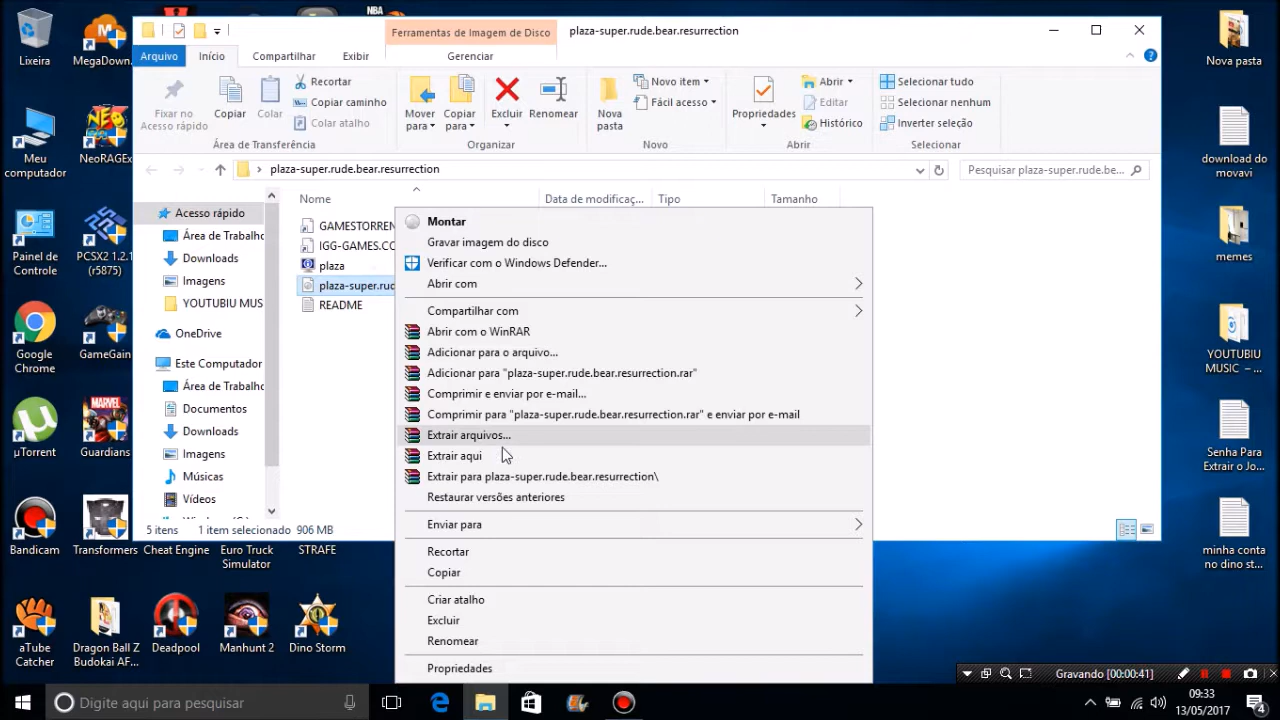 NBA
Ferramentas de Imagem de Disco
plaza-super.rude.bear.resurrection
Arquivo
Início
Compartilhar
Exibir
Gerenciar
Fixar no
Acesso rápido
Copiar
Colar
Recortar
Copiar caminho
Colar atalho
Área de Transferência
Mover
para
Copiar
para
Excluir
Renomear
Organizar
Nova
pasta
Novo item
Fácil acesso
Novo
Propriedades
Abrir
Editar
Histórico
Abrir
Selecionar tudo
Selecionar nenhum
Inverter seleção
Selecionar
plaza-super.rude.bear.resurrection
Pesquisar plaza-super.rude.be...
Nome
Data de modificaç...
Tipo
Tamanho
Acesso rápido
Área de Trabalho
Downloads
Imagens
YOUTUBIU MUS
OneDrive
Este Computador
Área de Trabalho
Documentos
Downloads
Imagens
Músicas
Vídeos
GAMESTORREN
IGG-GAMES.CO
plaza
plaza-super.rud
README
5 itens
1 item selecionado 906 MB
Montar
Gravar imagem do disco
Verificar com o Windows Defender...
Abrir com
Compartilhar com
Abrir com o WinRAR
Adicionar para o arquivo...
Adicionar para "plaza-super.rude.bear.resurrection.rar"
Comprimir e enviar por e-mail...
Comprimir para "plaza-super.rude.bear.resurrection.rar" e enviar por e-mail
Extrair arquivos...
Extrair aqui
Extrair para plaza-super.rude.bear.resurrection\
Restaurar versões anteriores
Enviar para
Recortar
Copiar
Criar atalho
Excluir
Renomear
Propriedades
Lixeira
MegaDown...
Meu
computador
NeoRAGEx
Painel de
Controle
PCSX2 1.2.1
(r5875)
Google
Chrome
GameGain
µTorrent
MARVEL
Guardians
Bandicam
Transformers
Cheat Engine
Euro Truck
Simulator
STRAFE
aTube
Catcher
Dragon Ball Z
Budokai AF...
Deadpool
Manhunt 2
Dino Storm
Nova pasta
download do
movavi
memes
YOUTUBIU
MUSIC – ...
Senha Para
Extrair o Jo...
minha conta
no dino st...
Gravando [00:00:41]
Digite aqui para pesquisar
09:33
13/05/2017
4